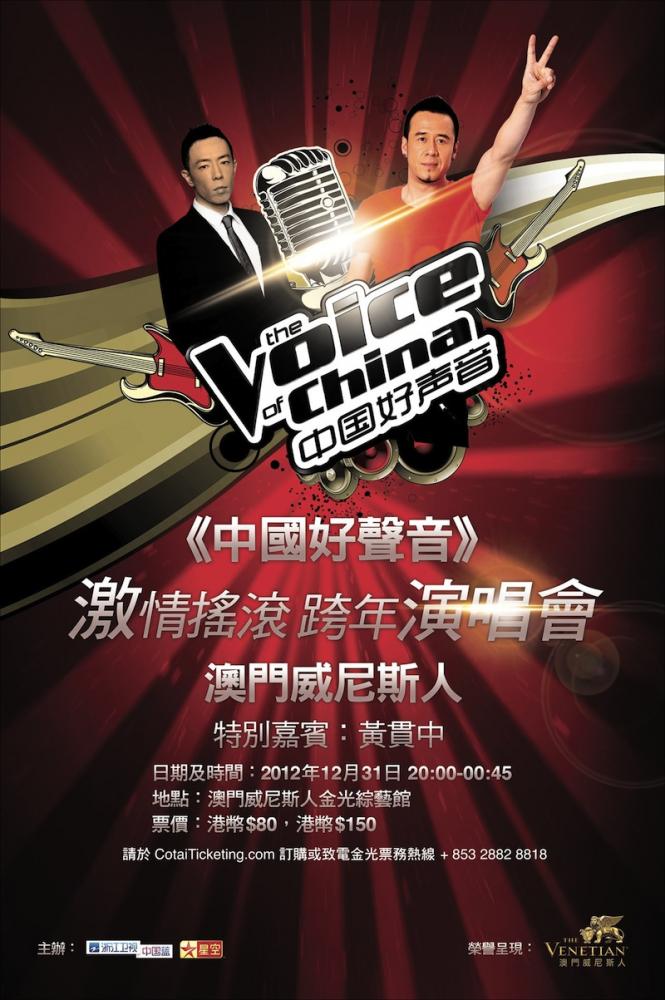 the
Voice
of China
中国好声音
《中國好聲音》
激情搖滾 跨年演唱會
澳門威尼斯人
特別嘉賓：黃貫中
日期及時間：2012年12月31日 20:00-00:45
地點：澳門威尼斯人金光綜藝館
票價：港幣$80，港幣$150
請於 CotaiTicketing.com 訂購或致電金光票務熱線 + 853 2882 8818
主辦： 浙江卫视 中国蓝 星空
榮譽呈現： THE VENETIAN
澳門威尼斯人